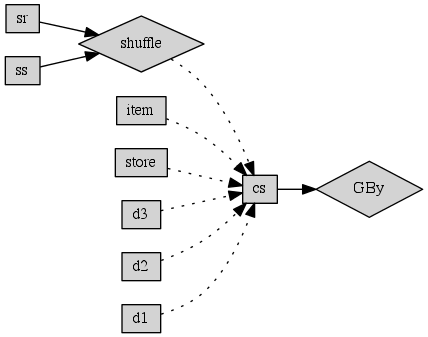 sr
shuffle
ss
item
store
cs
GBy
d3
d2
d1